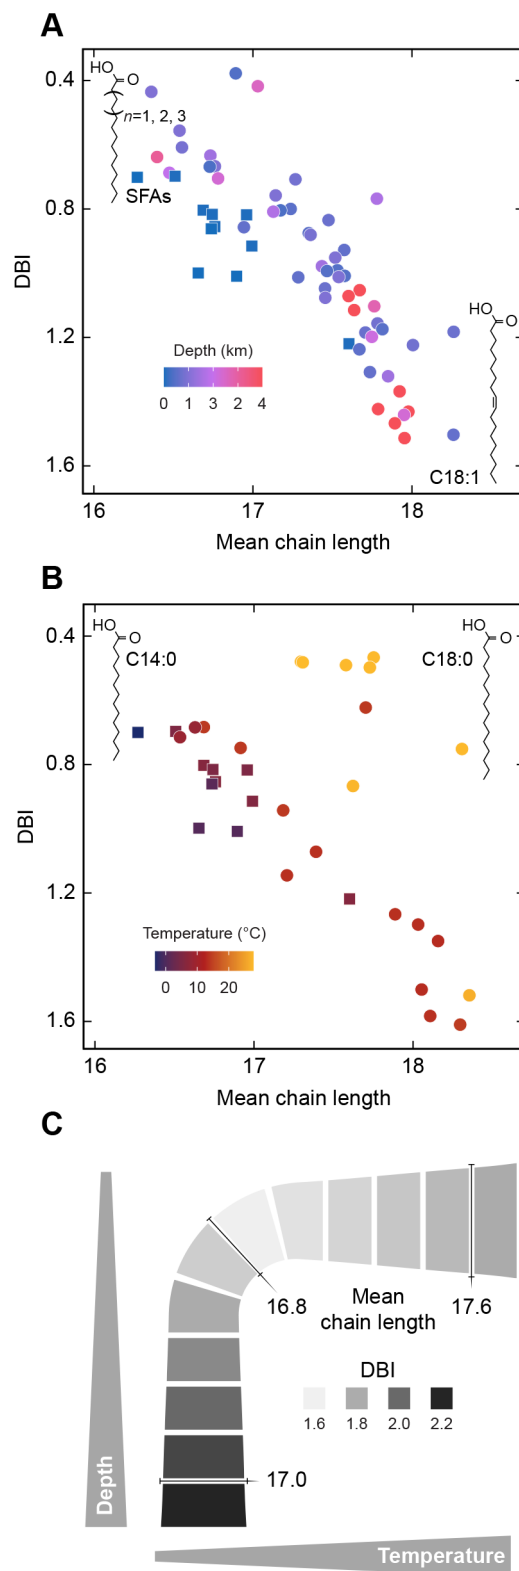 A
0.4
0.8
1.2
1.6
DBI
HO
O
n=1, 2, 3
SFAs
Depth (km)
0 1 3 2 4
HO
O
C18:1
16 17 18
Mean chain length
B
0.4
0.8
1.2
1.6
DBI
HO
O
C14:0
HO
O
C18:0
Temperature (°C)
0 10 20
16 17 18
Mean chain length
C
16.8
Mean
chain length
17.6
DBI
1.6 1.8 2.0 2.2
17.0
Depth
Temperature